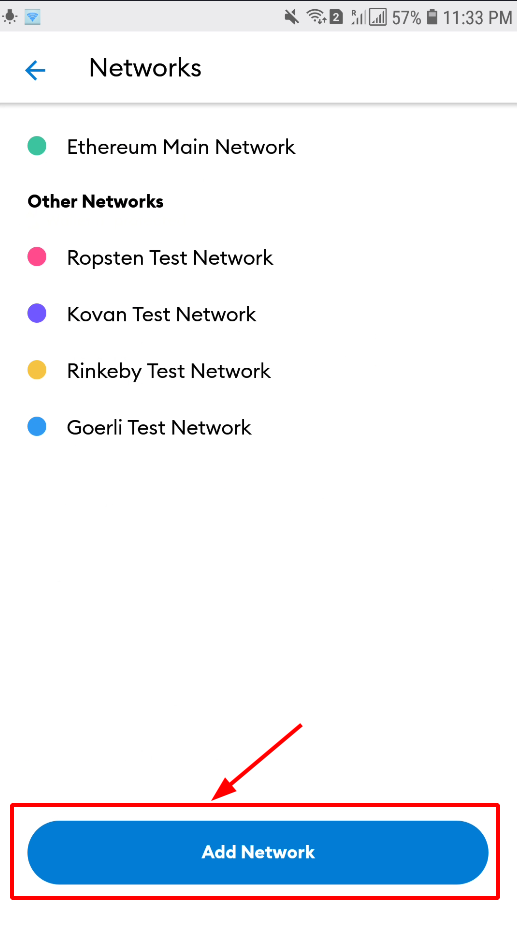 2 R 57% 11:33 PM
Networks
Ethereum Main Network
Other Networks
Ropsten Test Network
Kovan Test Network
Rinkeby Test Network
Goerli Test Network
Add Network